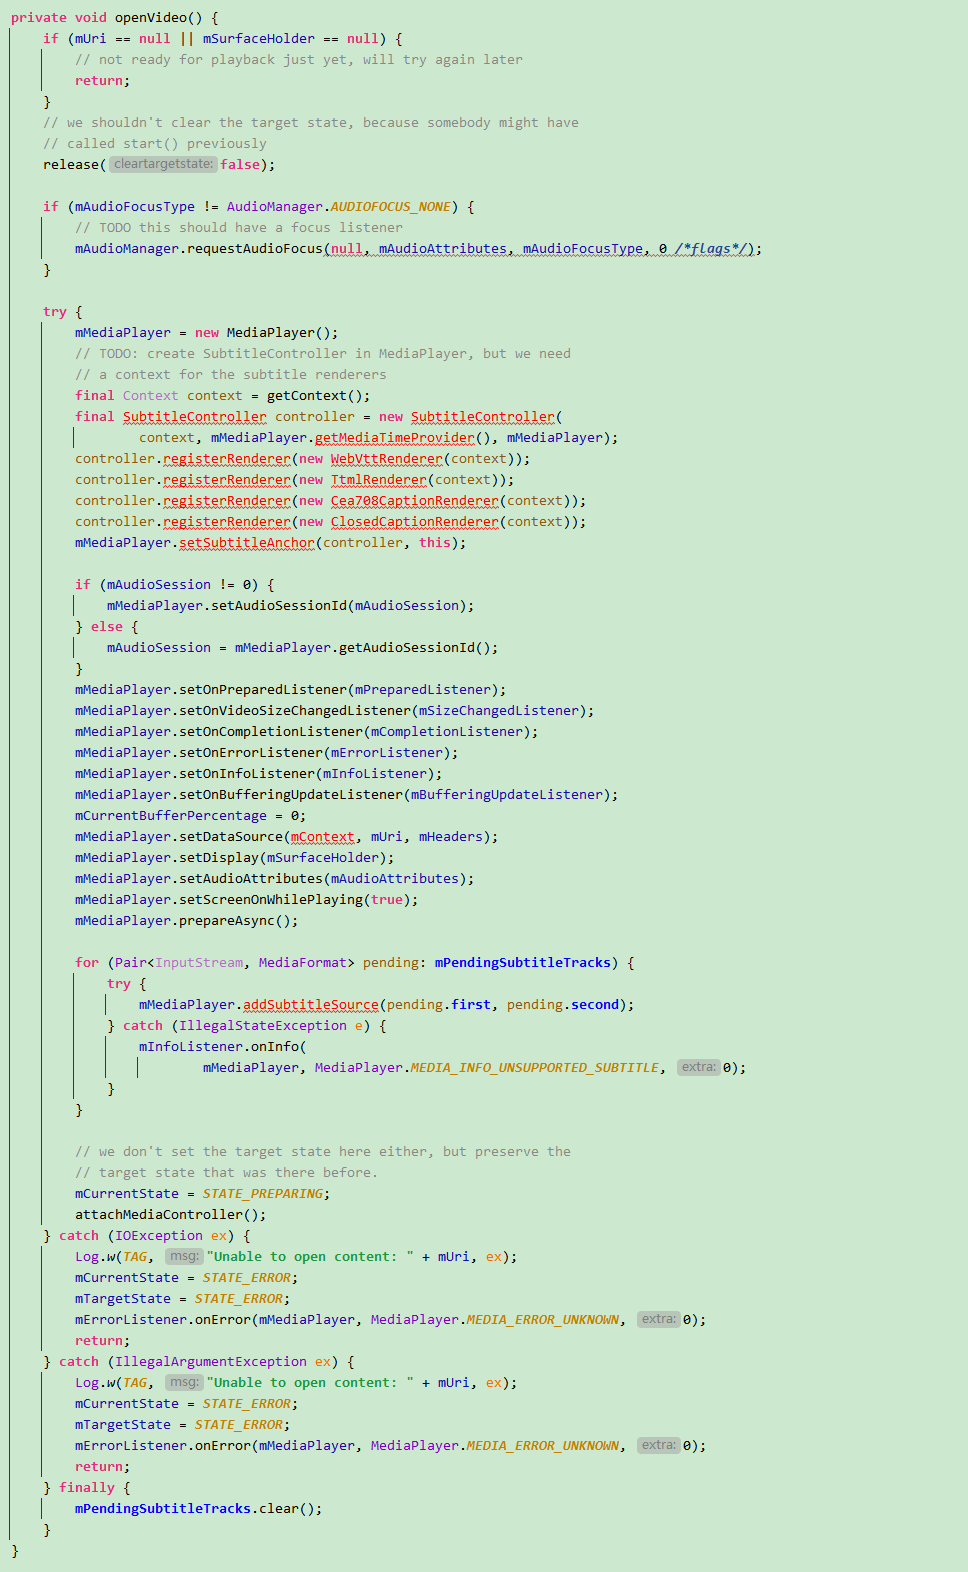 private void openVideo() {
    if (mUri == null || mSurfaceHolder == null) {
        // not ready for playback just yet, will try again later
        return;
    }
    // we shouldn't clear the target state, because somebody might have
    // called start() previously
    release( cleartargetstate: false);

    if (mAudioFocusType != AudioManager.AUDIOFOCUS_NONE) {
        // TODO this should have a focus listener
        mAudioManager.requestAudioFocus(null, mAudioAttributes, mAudioFocusType, 0 /*flags*/);
    }

    try {
        mMediaPlayer = new MediaPlayer();
        // TODO: create SubtitleController in MediaPlayer, but we need
        // a context for the subtitle renderers
        final Context context = getContext();
        final SubtitleController controller = new SubtitleController(
                context, mMediaPlayer.getMediaTimeProvider(), mMediaPlayer);
        controller.registerRenderer(new WebVttRenderer(context));
        controller.registerRenderer(new TtmlRenderer(context));
        controller.registerRenderer(new Cea708CaptionRenderer(context));
        controller.registerRenderer(new ClosedCaptionRenderer(context));
        mMediaPlayer.setSubtitleAnchor(controller, this);

        if (mAudioSession != 0) {
            mMediaPlayer.setAudioSessionId(mAudioSession);
        } else {
            mAudioSession = mMediaPlayer.getAudioSessionId();
        }
        mMediaPlayer.setOnPreparedListener(mPreparedListener);
        mMediaPlayer.setOnVideoSizeChangedListener(mSizeChangedListener);
        mMediaPlayer.setOnCompletionListener(mCompletionListener);
        mMediaPlayer.setOnErrorListener(mErrorListener);
        mMediaPlayer.setOnInfoListener(mInfoListener);
        mMediaPlayer.setOnBufferingUpdateListener(mBufferingUpdateListener);
        mCurrentBufferPercentage = 0;
        mMediaPlayer.setDataSource(mContext, mUri, mHeaders);
        mMediaPlayer.setDisplay(mSurfaceHolder);
        mMediaPlayer.setAudioAttributes(mAudioAttributes);
        mMediaPlayer.setScreenOnWhilePlaying(true);
        mMediaPlayer.prepareAsync();

        for (Pair<InputStream, MediaFormat> pending: mPendingSubtitleTracks) {
            try {
                mMediaPlayer.addSubtitleSource(pending.first, pending.second);
            } catch (IllegalStateException e) {
                mInfoListener.onInfo(
                        mMediaPlayer, MediaPlayer.MEDIA_INFO_UNSUPPORTED_SUBTITLE, extra: 0);
            }
        }

        // we don't set the target state here either, but preserve the
        // target state that was there before.
        mCurrentState = STATE_PREPARING;
        attachMediaController();
    } catch (IOException ex) {
        Log.w(TAG, msg: "Unable to open content: " + mUri, ex);
        mCurrentState = STATE_ERROR;
        mTargetState = STATE_ERROR;
        mErrorListener.onError(mMediaPlayer, MediaPlayer.MEDIA_ERROR_UNKNOWN, extra: 0);
        return;
    } catch (IllegalArgumentException ex) {
        Log.w(TAG, msg: "Unable to open content: " + mUri, ex);
        mCurrentState = STATE_ERROR;
        mTargetState = STATE_ERROR;
        mErrorListener.onError(mMediaPlayer, MediaPlayer.MEDIA_ERROR_UNKNOWN, extra: 0);
        return;
    } finally {
        mPendingSubtitleTracks.clear();
    }
}